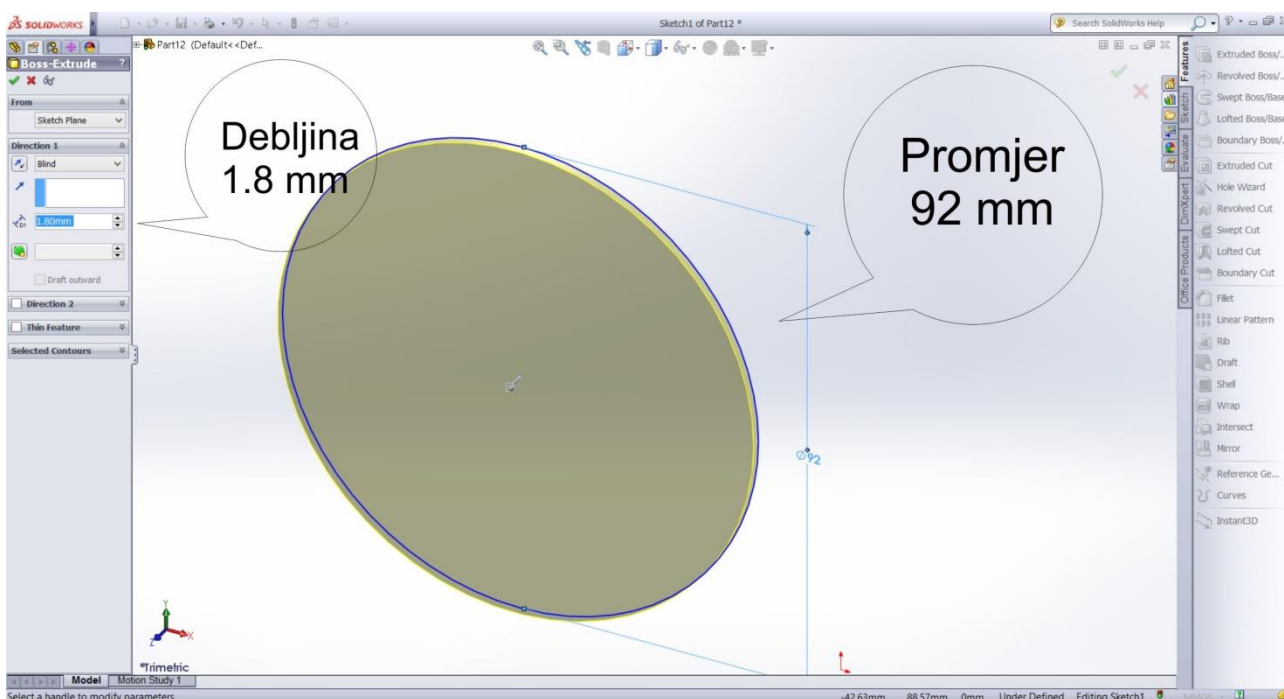 SOLIDWORKS
Sketch1 of Part12 *
Search SolidWorks Help
Boss-Extrude
?
From
Sketch Plane
Direction 1
Blind
1.80mm
Draft outward
Direction 2
Thin Feature
Selected Contours
Part12 (Default<<Def...
Debljina
1.8 mm
Promjer
92 mm
Ø92
Y
X
Z
*Trimetric
Features
Sketch
Evaluate
DimXpert
Office Products
Extruded Boss/...
Revolved Boss/...
Swept Boss/Base
Lofted Boss/Base
Boundary Boss/...
Extruded Cut
Hole Wizard
Revolved Cut
Swept Cut
Lofted Cut
Boundary Cut
Fillet
Linear Pattern
Rib
Draft
Shell
Wrap
Intersect
Mirror
Reference Ge...
Curves
Instant3D
Model
Motion Study 1
Select a handle to modify parameters
-42.63mm 88.57mm 0mm Under Defined Editing Sketch1